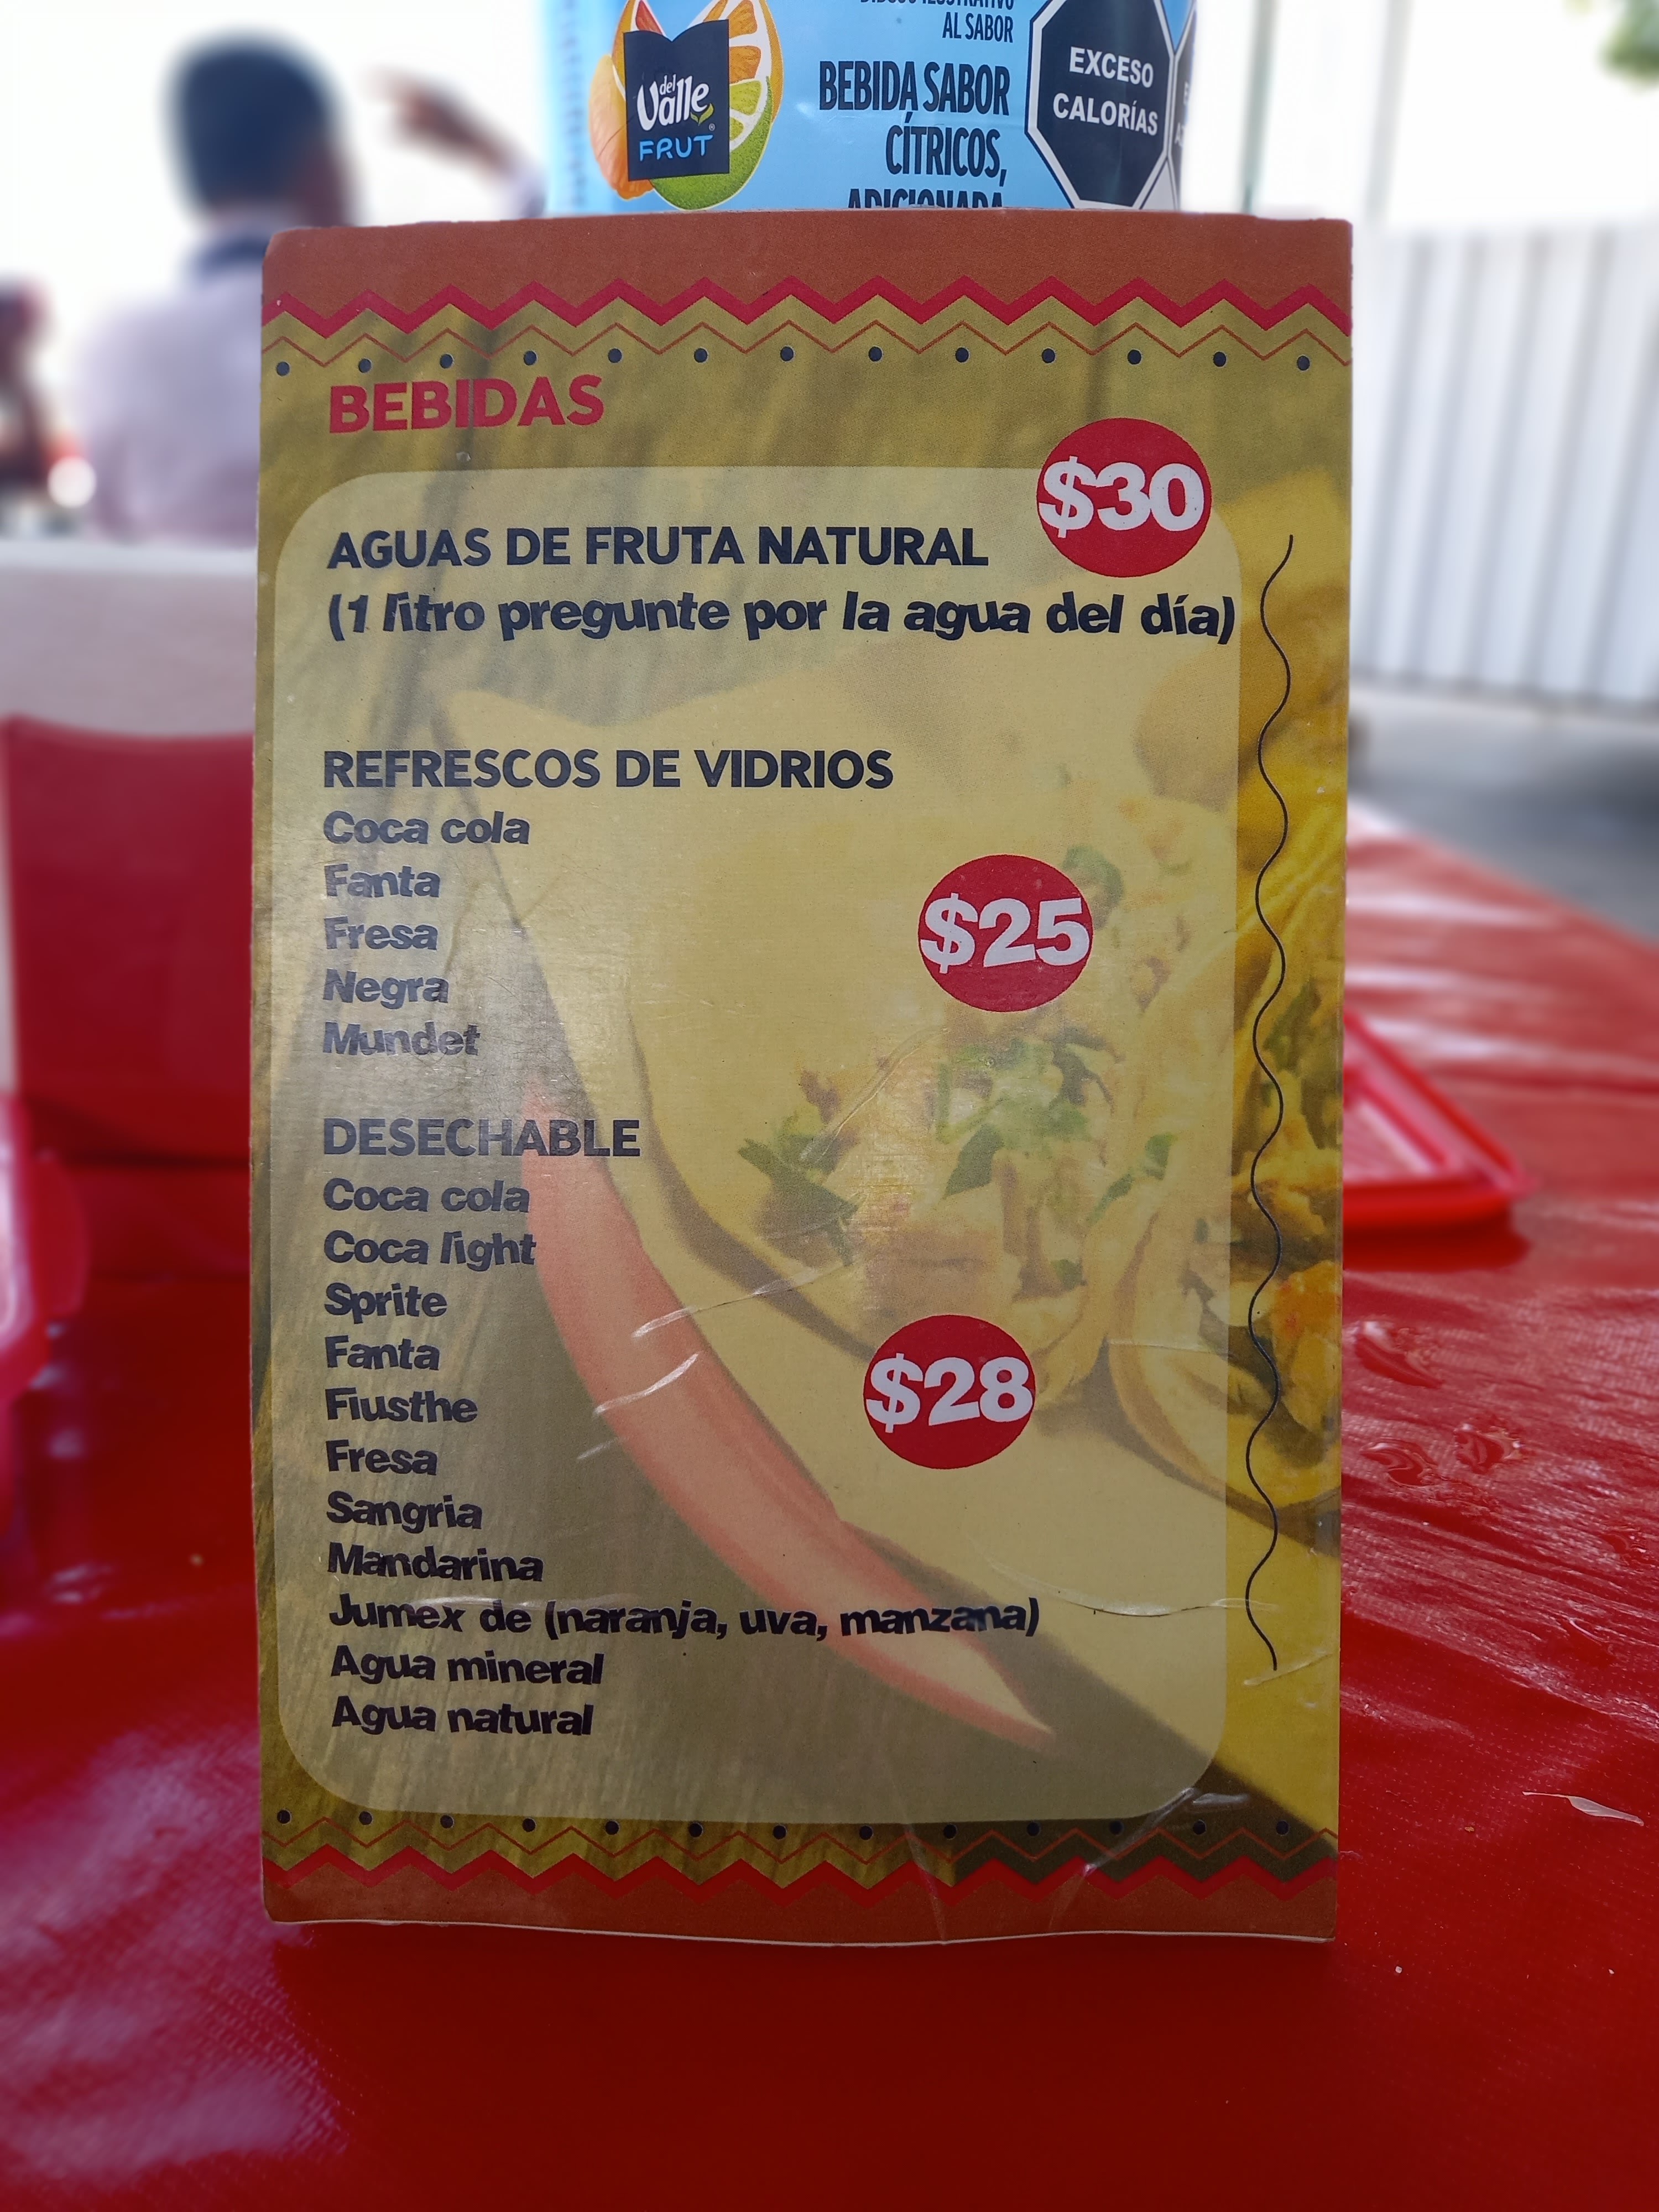 AL SABOR
del Valle
FRUT
BEBIDA SABOR
CÍTRICOS,
ADICIONADA
EXCESO
CALORÍAS
BEBIDAS
$30
AGUAS DE FRUTA NATURAL
(1 litro pregunte por la agua del día)
REFRESCOS DE VIDRIOS
Coca cola
Fanta
$25
Fresa
Negra
Mundet
DESECHABLE
Coca cola
Coca light
Sprite
Fanta
$28
Fiusthe
Fresa
Sangria
Mandarina
Jumex de (naranja, uva, manzana)
Agua mineral
Agua natural